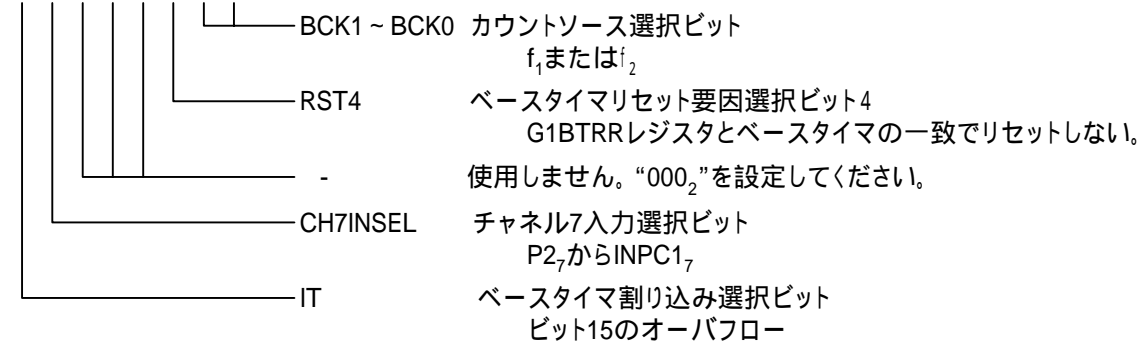 BCK1 ~ BCK0 カウントソース選択ビット
f₁またはf₂
RST4 ベースタイマリセット要因選択ビット4
G1BTRRレジスタとベースタイマの一致でリセットしない。
- 使用しません。“000₂”を設定してください。
CH7INSEL チャネル7入力選択ビット
P2₇からINPC1₇
IT ベースタイマ割り込み選択ビット
ビット15のオーバフロー